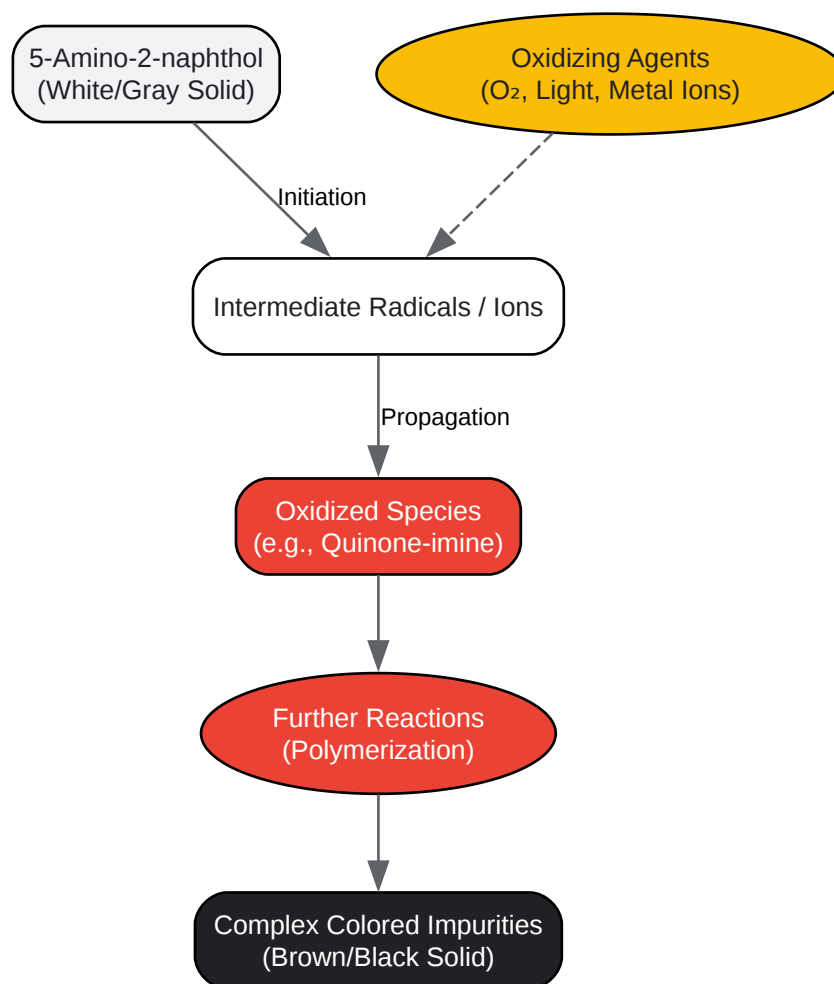 5-Amino-2-naphthol
(White/Gray Solid)
Oxidizing Agents
(O₂, Light, Metal Ions)
Initiation
Intermediate Radicals / Ions
Propagation
Oxidized Species
(e.g., Quinone-imine)
Further Reactions
(Polymerization)
Complex Colored Impurities
(Brown/Black Solid)